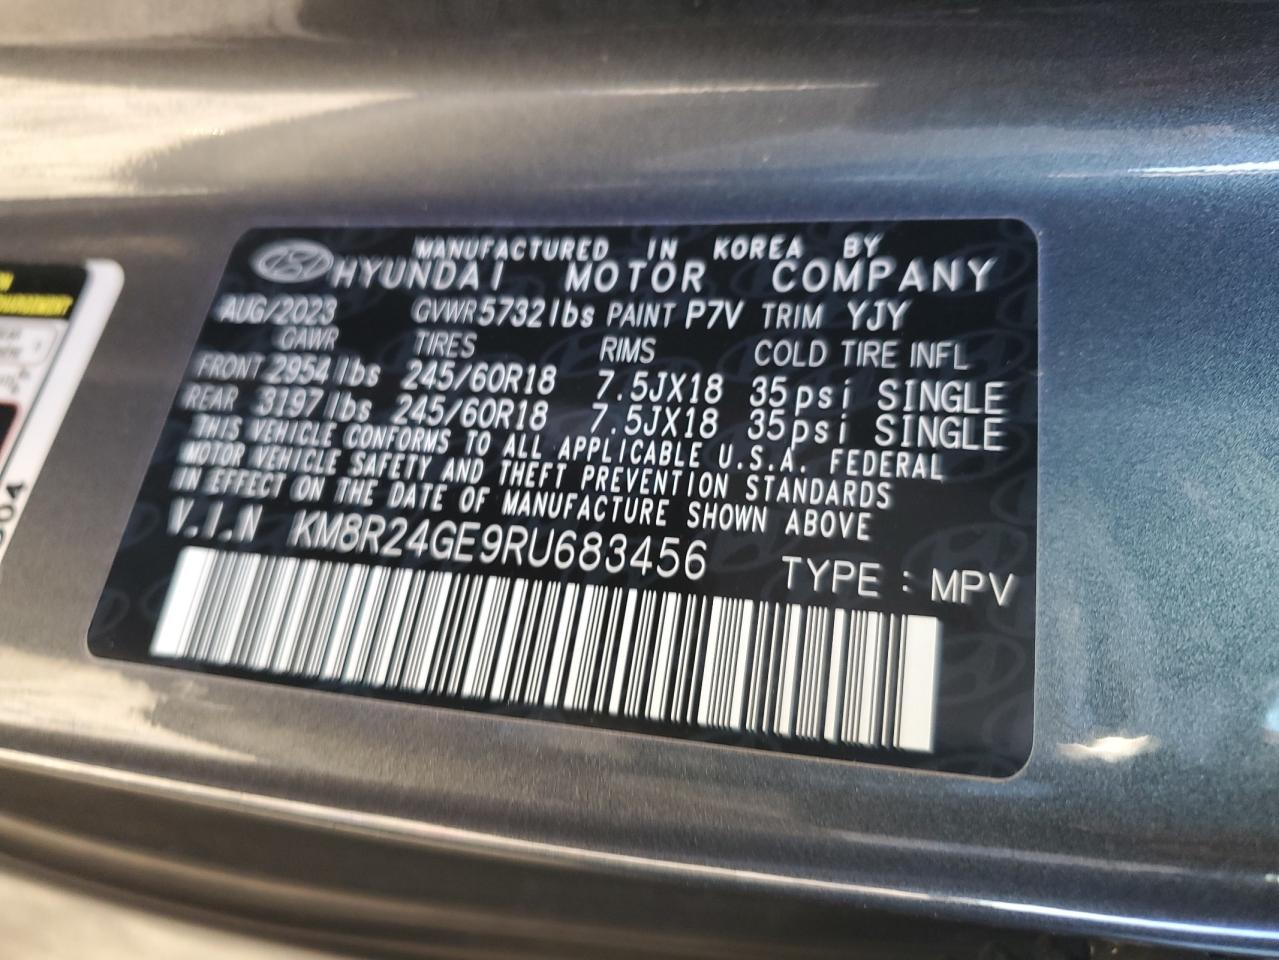 MANUFACTURED IN KOREA BY
HYUNDAI MOTOR COMPANY
AUG/2023 GVWR 5732lbs PAINT P7V TRIM YJY
GAWR TIRES RIMS COLD TIRE INFL
FRONT 2954lbs 245/60R18 7.5JX18 35psi SINGLE
REAR 3197lbs 245/60R18 7.5JX18 35psi SINGLE
THIS VEHICLE CONFORMS TO ALL APPLICABLE U.S.A. FEDERAL
MOTOR VEHICLE SAFETY AND THEFT PREVENTION STANDARDS
IN EFFECT ON THE DATE OF MANUFACTURE SHOWN ABOVE
V.I.N KM8R24GE9RU683456 TYPE : MPV